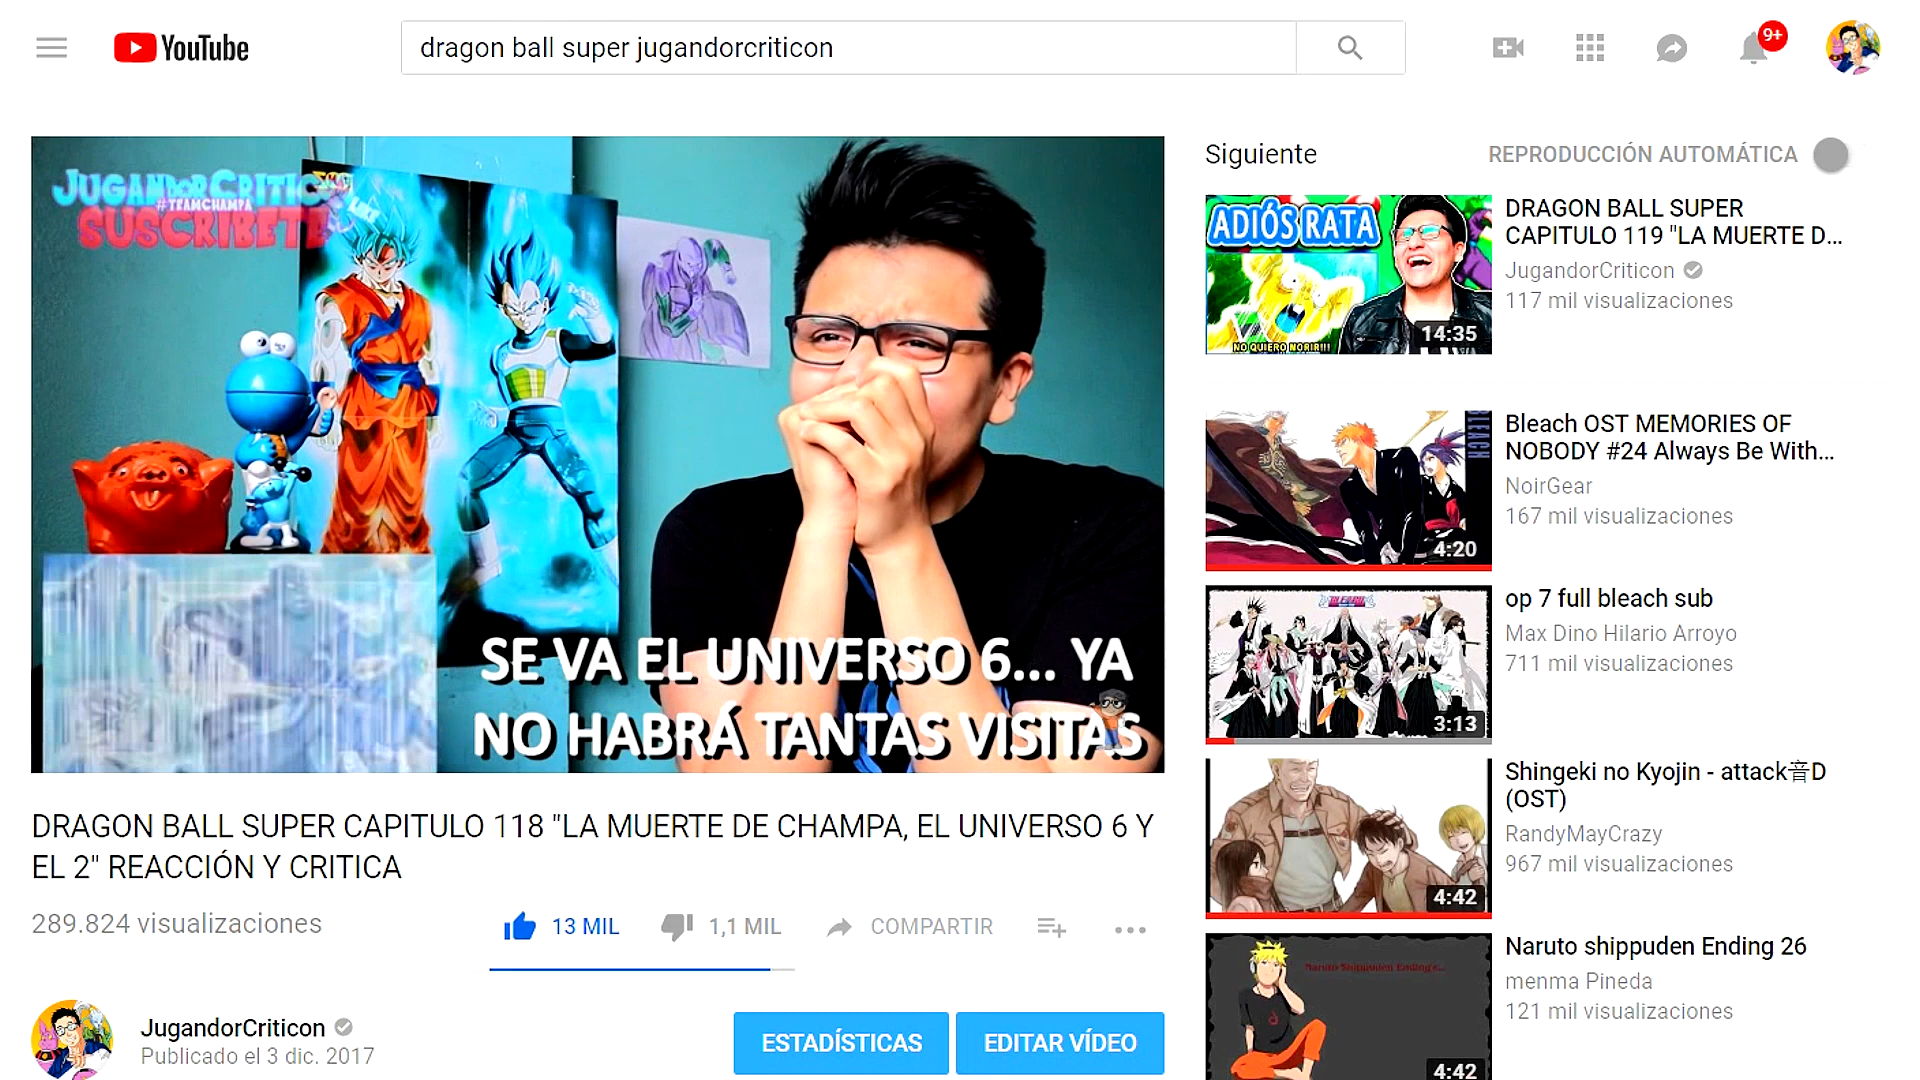 YouTube
dragon ball super jugandorcriticon
9+
JUGANDORCRITIC
#TEAMCHAMPA
SUSCRIBETE
SE VA EL UNIVERSO 6... YA
NO HABRÁ TANTAS VISITAS
DRAGON BALL SUPER CAPITULO 118 "LA MUERTE DE CHAMPA, EL UNIVERSO 6 Y
EL 2" REACCIÓN Y CRITICA
289.824 visualizaciones
13 MIL
1,1 MIL
COMPARTIR
JugandorCriticon
Publicado el 3 dic. 2017
ESTADÍSTICAS
EDITAR VÍDEO
Siguiente
REPRODUCCIÓN AUTOMÁTICA
ADIÓS RATA
NO QUIERO MORIR!!!
14:35
DRAGON BALL SUPER
CAPITULO 119 "LA MUERTE D...
JugandorCriticon
117 mil visualizaciones
BLEACH
4:20
Bleach OST MEMORIES OF
NOBODY #24 Always Be With...
NoirGear
167 mil visualizaciones
BLEACH
3:13
op 7 full bleach sub
Max Dino Hilario Arroyo
711 mil visualizaciones
4:42
Shingeki no Kyojin - attack音D
(OST)
RandyMayCrazy
967 mil visualizaciones
Naruto Shippuden Ending s...
4:42
Naruto shippuden Ending 26
menma Pineda
121 mil visualizaciones